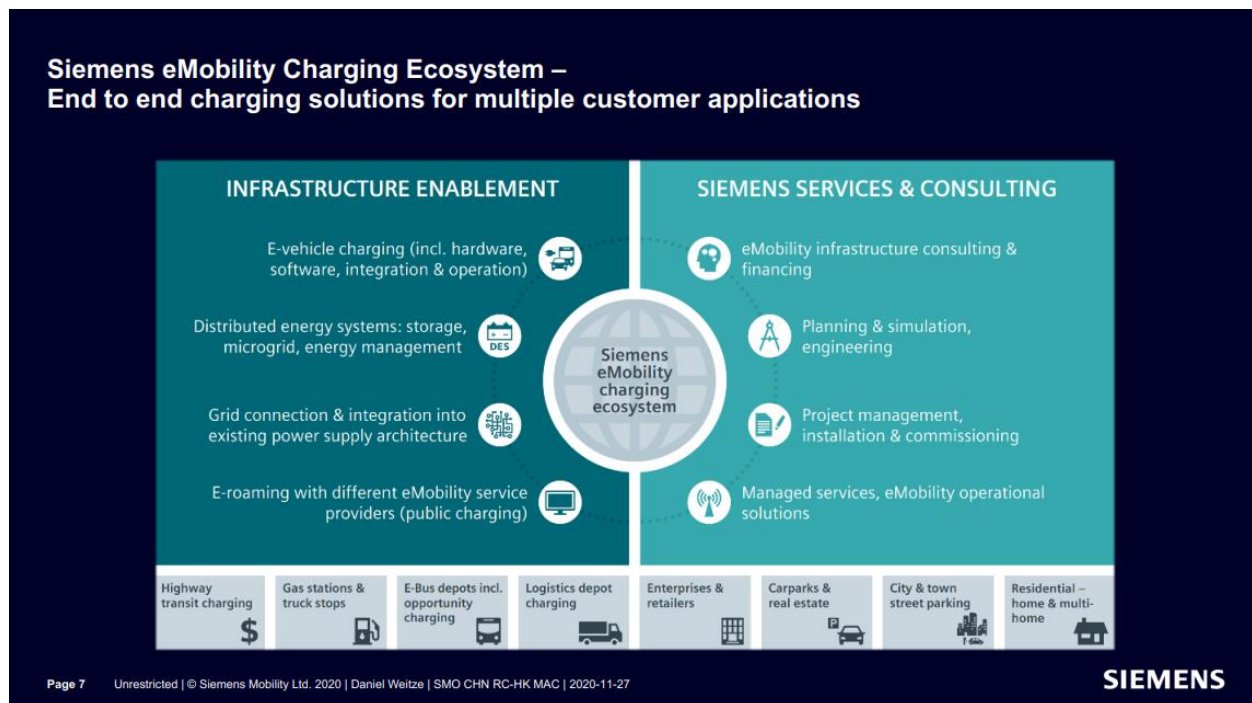 Siemens eMobility Charging Ecosystem –
End to end charging solutions for multiple customer applications
INFRASTRUCTURE ENABLEMENT
E-vehicle charging (incl. hardware,
software, integration & operation)
Distributed energy systems: storage,
microgrid, energy management
DES
Grid connection & integration into
existing power supply architecture
E-roaming with different eMobility service
providers (public charging)
Siemens
eMobility
charging
ecosystem
SIEMENS SERVICES & CONSULTING
eMobility infrastructure consulting &
financing
Planning & simulation,
engineering
Project management,
installation & commissioning
Managed services, eMobility operational
solutions
Highway
transit charging
$
Gas stations &
truck stops
E-Bus depots incl.
opportunity
charging
Logistics depot
charging
Enterprises &
retailers
Carparks &
real estate
P
City & town
street parking
Residential –
home & multi-
home
Page 7 Unrestricted | © Siemens Mobility Ltd. 2020 | Daniel Weitze | SMO CHN RC-HK MAC | 2020-11-27
SIEMENS